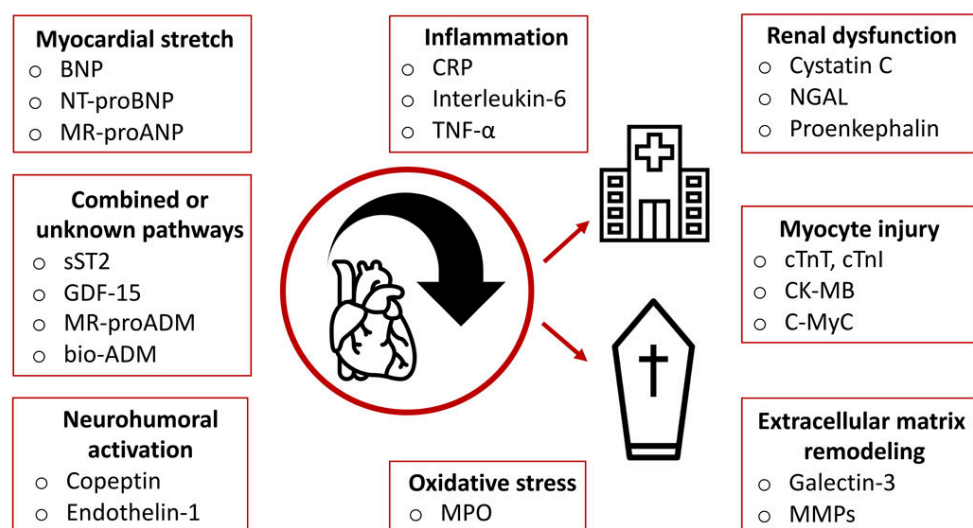 Myocardial stretch
○ BNP
○ NT-proBNP
○ MR-proANP
Inflammation
○ CRP
○ Interleukin-6
○ TNF-α
Renal dysfunction
○ Cystatin C
○ NGAL
○ Proenkephalin
Combined or
unknown pathways
○ sST2
○ GDF-15
○ MR-proADM
○ bio-ADM
Myocyte injury
○ cTnT, cTnI
○ CK-MB
○ C-MyC
Neurohumoral
activation
○ Copeptin
○ Endothelin-1
Oxidative stress
○ MPO
Extracellular matrix
remodeling
○ Galectin-3
○ MMPs